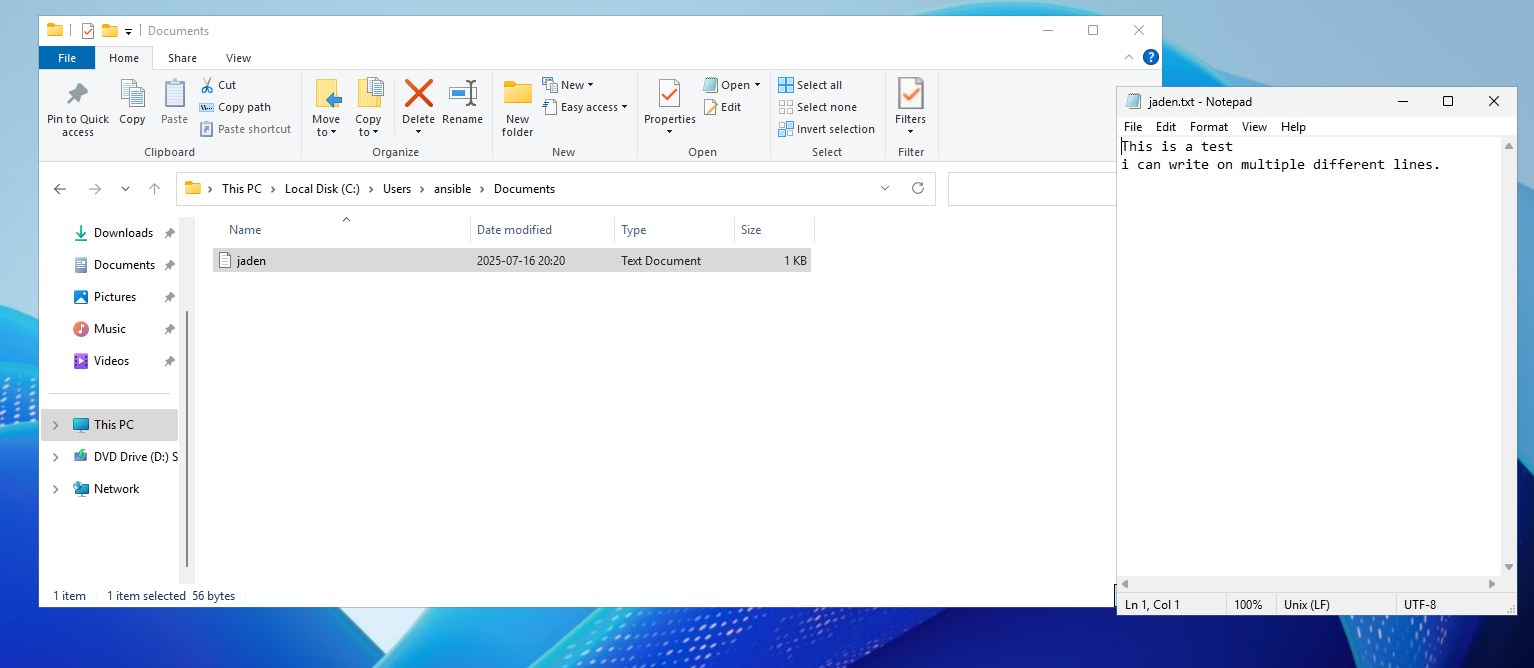 Documents
File Home Share View
Pin to Quick access
Copy
Paste
Cut
Copy path
Paste shortcut
Clipboard
Move to
Copy to
Delete
Rename
Organize
New folder
New
Easy access
New
Properties
Open
Edit
Open
Select all
Select none
Invert selection
Select
Filters
Filter
This PC › Local Disk (C:) › Users › ansible › Documents
Downloads
Documents
Pictures
Music
Videos
This PC
DVD Drive (D:) S
Network
Name Date modified Type Size
jaden 2025-07-16 20:20 Text Document 1 KB
1 item 1 item selected 56 bytes
jaden.txt - Notepad
File Edit Format View Help
This is a test
i can write on multiple different lines.
Ln 1, Col 1 100% Unix (LF) UTF-8